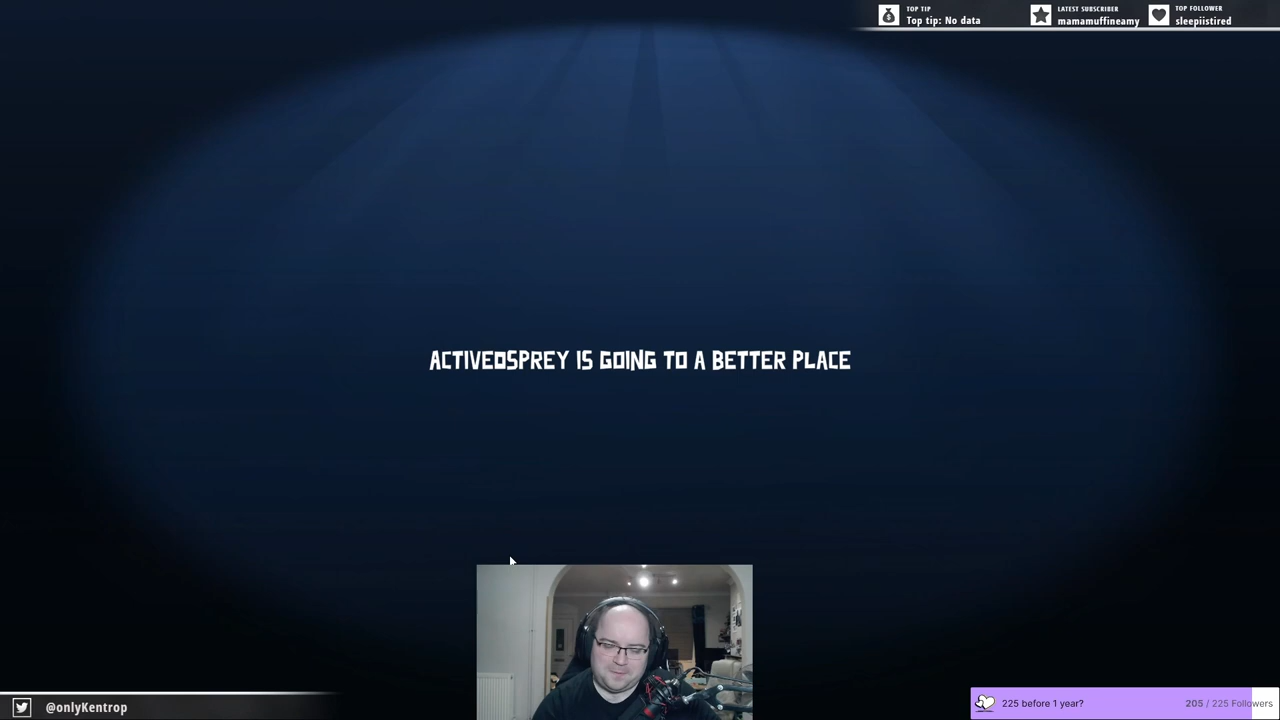 TOP TIP
Top tip: No data
LATEST SUBSCRIBER
mamamuffineamy
TOP FOLLOWER
sleepiistired
ACTIVEOSPREY IS GOING TO A BETTER PLACE
@onlyKentrop
225 before 1 year?
205 / 225 Followers